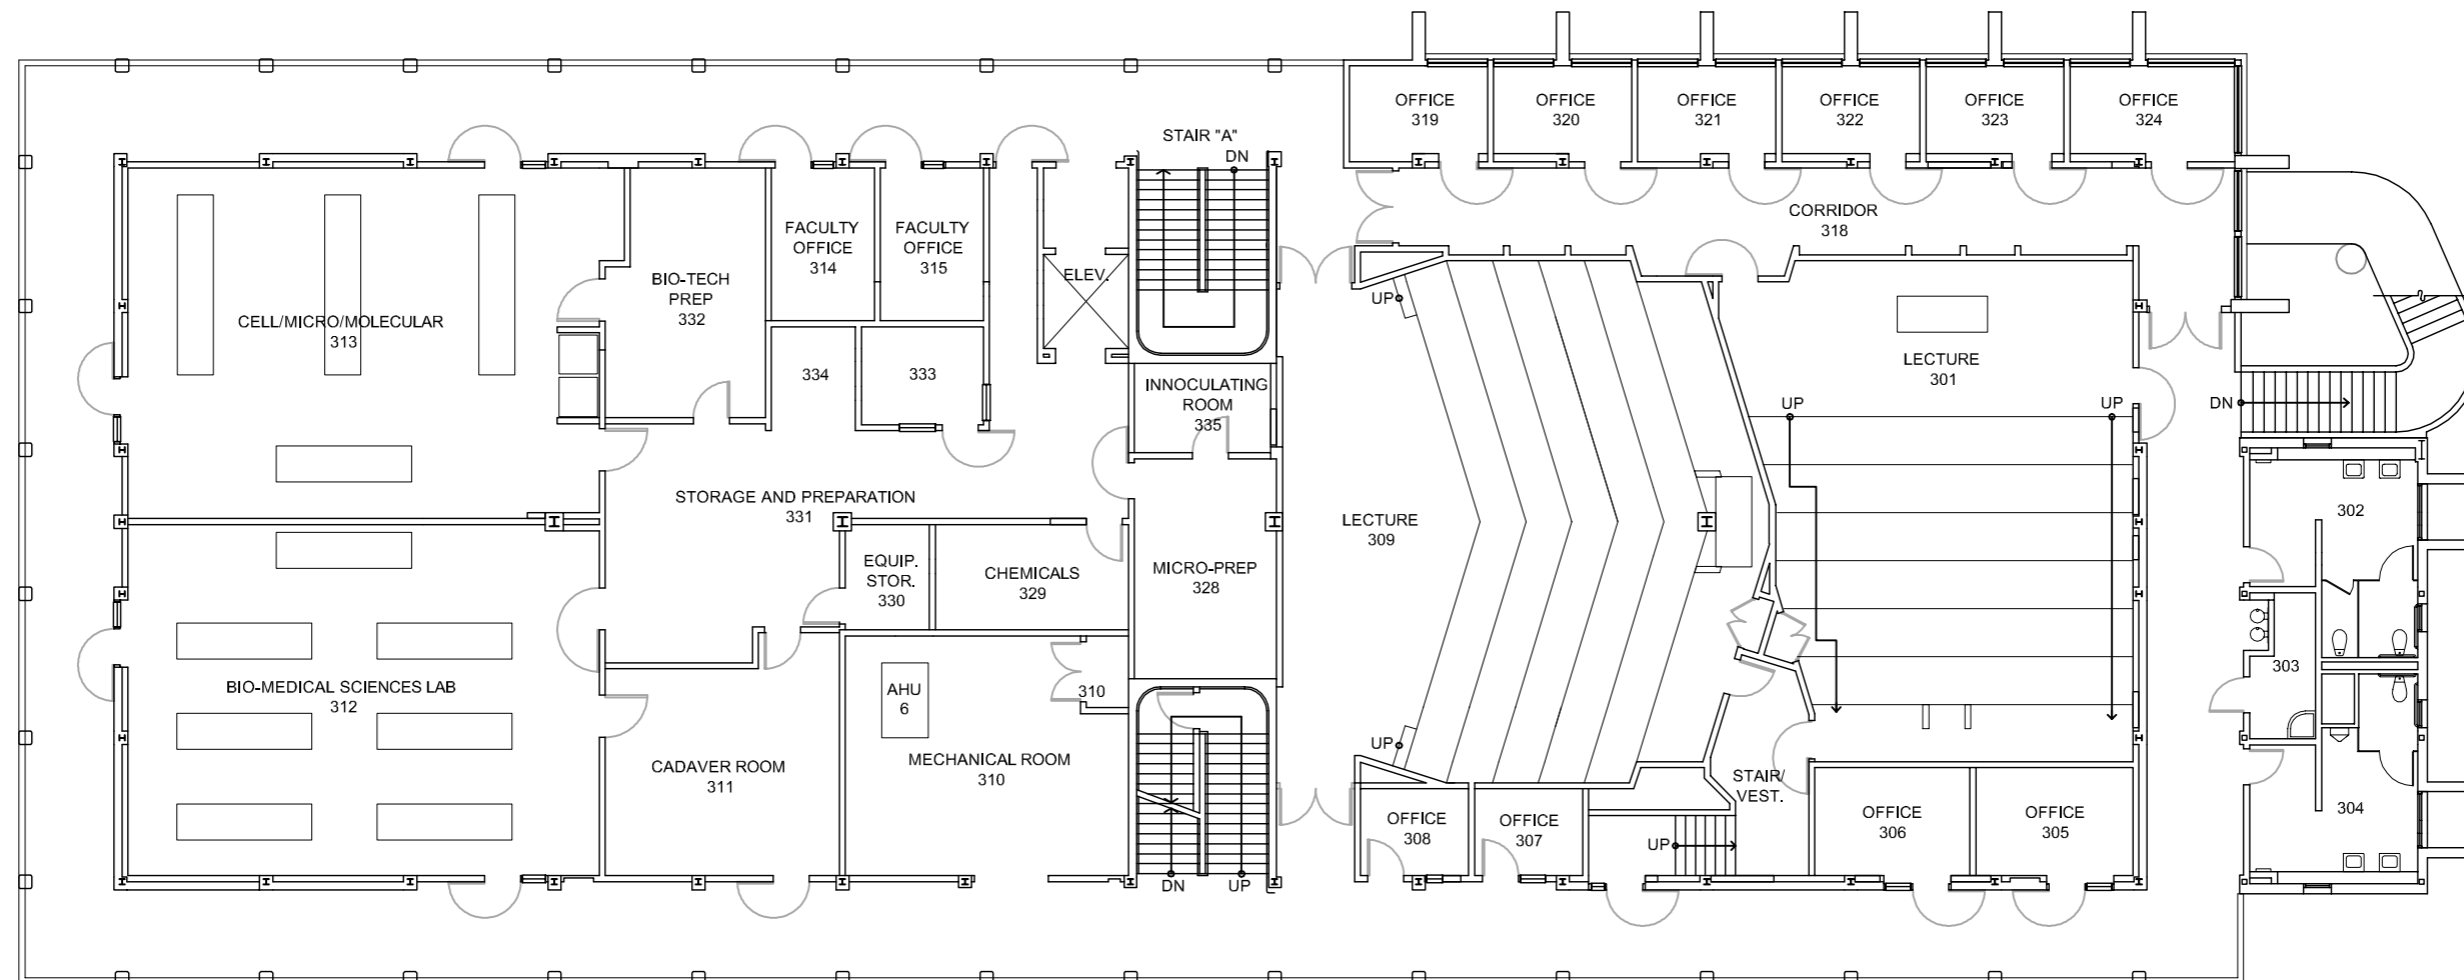 OFFICE
319
OFFICE
320
OFFICE
321
OFFICE
322
OFFICE
323
OFFICE
324
STAIR "A"
DN
CORRIDOR
318
FACULTY
OFFICE
314
FACULTY
OFFICE
315
BIO-TECH
PREP
332
ELEV.
UP
CELL/MICRO/MOLECULAR
313
334
333
INNOCULATING
ROOM
335
LECTURE
301
UP
UP
DN
STORAGE AND PREPARATION
331
LECTURE
309
302
EQUIP.
STOR.
330
CHEMICALS
329
MICRO-PREP
328
303
BIO-MEDICAL SCIENCES LAB
312
AHU
6
310
MECHANICAL ROOM
310
CADAVER ROOM
311
UP
STAIR/
VEST.
OFFICE
308
OFFICE
307
UP
OFFICE
306
OFFICE
305
304
DN
UP